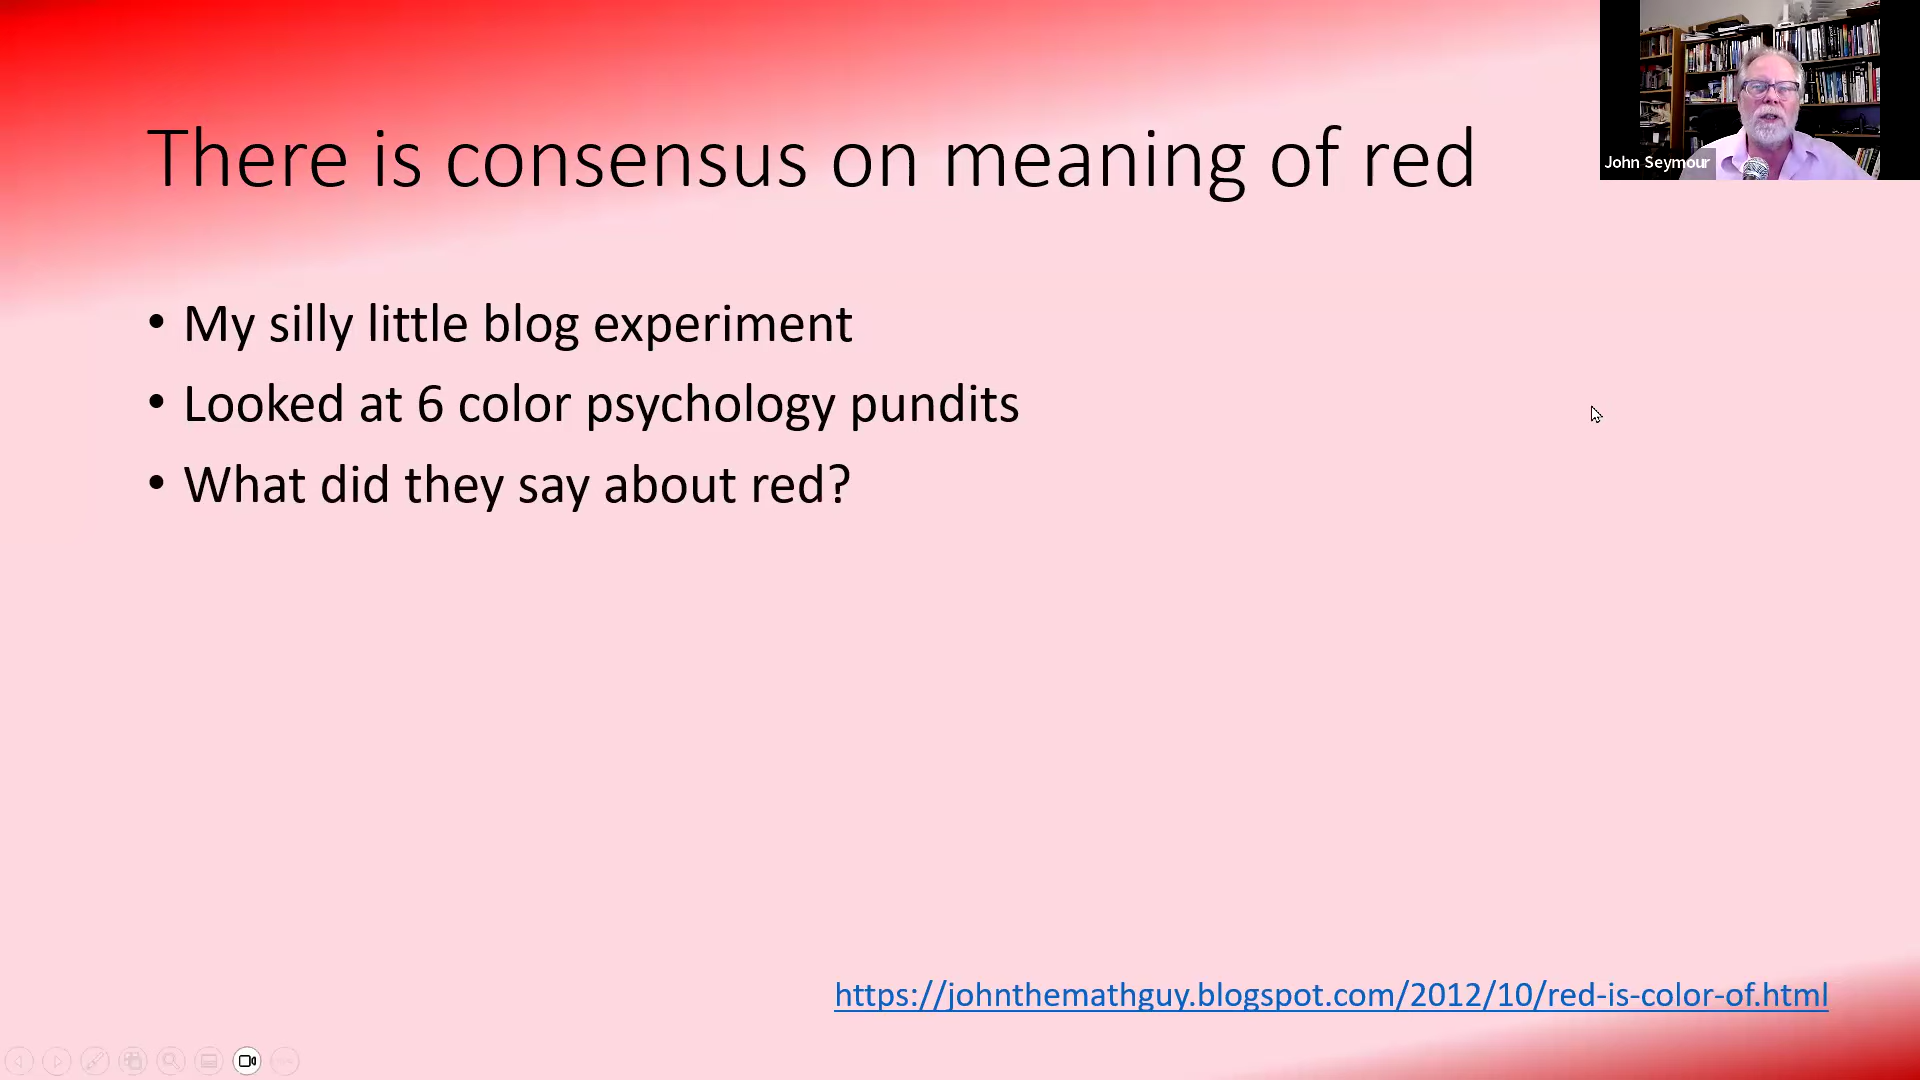 There is consensus on meaning of red
John Seymour
• My silly little blog experiment
• Looked at 6 color psychology pundits
• What did they say about red?
https://johnthemathguy.blogspot.com/2012/10/red-is-color-of.html